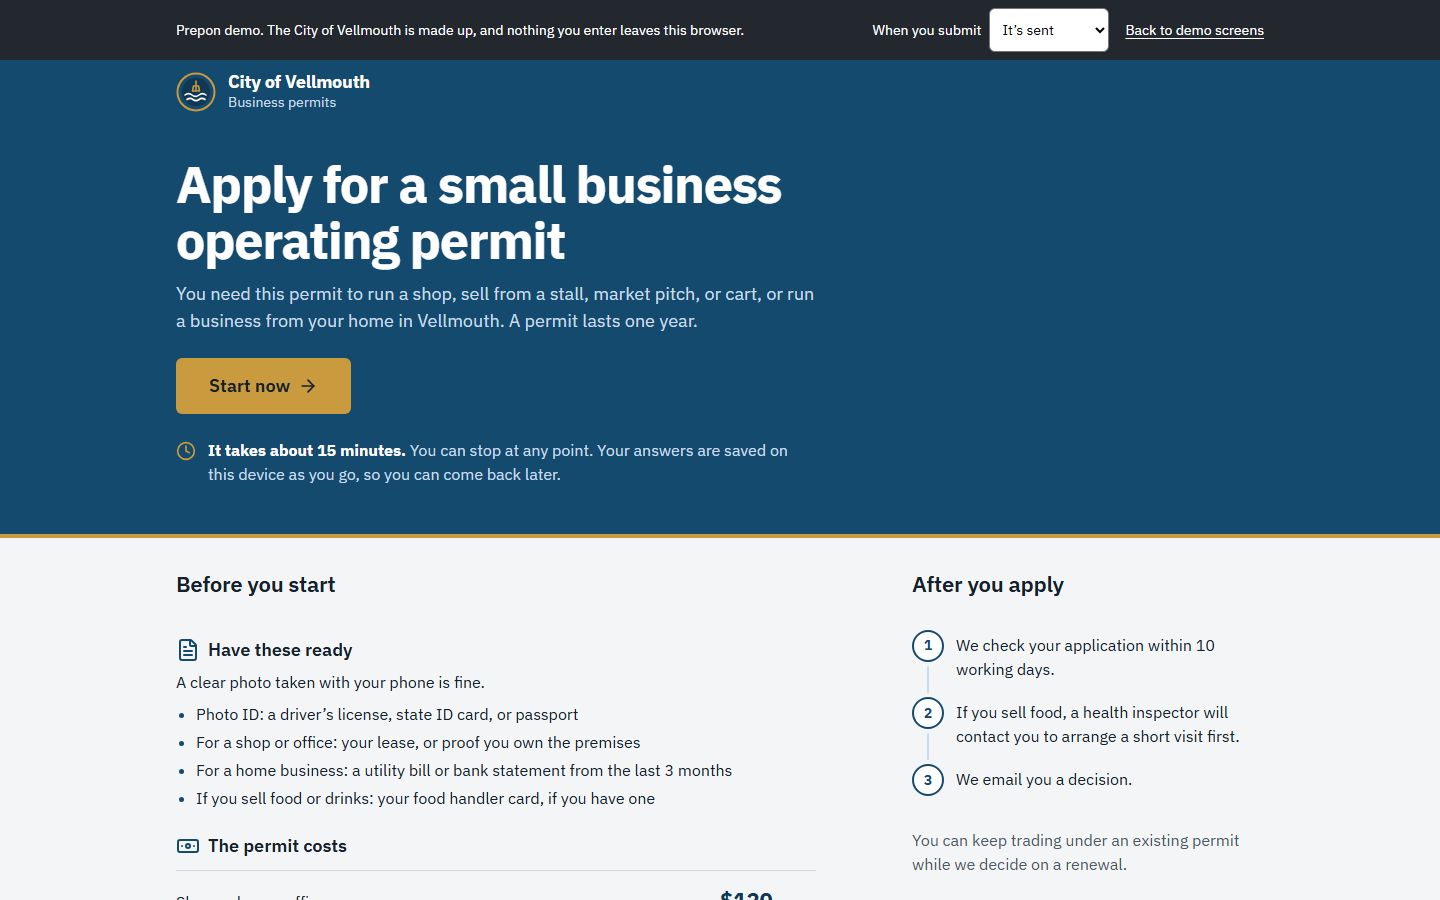 Prepon demo. The City of Vellmouth is made up, and nothing you enter leaves this browser.
When you submit
It’s sent
Back to demo screens
City of Vellmouth
Business permits
Apply for a small business
operating permit
You need this permit to run a shop, sell from a stall, market pitch, or cart, or run
a business from your home in Vellmouth. A permit lasts one year.
Start now
It takes about 15 minutes. You can stop at any point. Your answers are saved on
this device as you go, so you can come back later.
Before you start
Have these ready
A clear photo taken with your phone is fine.
• Photo ID: a driver’s license, state ID card, or passport
• For a shop or office: your lease, or proof you own the premises
• For a home business: a utility bill or bank statement from the last 3 months
• If you sell food or drinks: your food handler card, if you have one
The permit costs
After you apply
1 We check your application within 10
working days.
2 If you sell food, a health inspector will
contact you to arrange a short visit first.
3 We email you a decision.
You can keep trading under an existing permit
while we decide on a renewal.